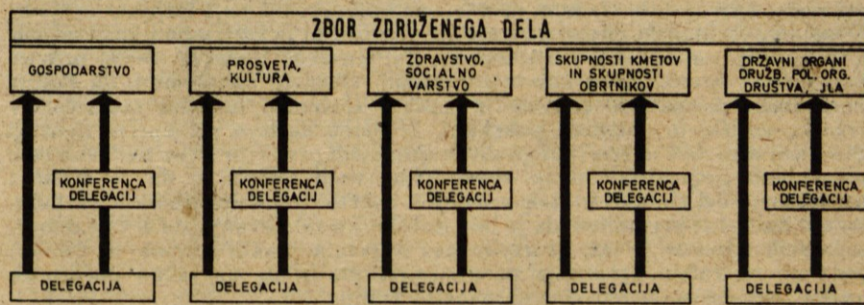 ZBOR ZDRUŽENEGA DELA
GOSPODARSTVO
PROSVETA,
KULTURA
ZDRAVSTVO,
SOCIALNO
VARSTVO
SKUPNOSTI KMETOV
IN SKUPNOSTI
OBRTNIKOV
DRŽAVNI ORGANI
DRUŽB. POL. ORG.
DRUŠTVA, JLA
KONFERENCA
DELEGACIJ
KONFERENCA
DELEGACIJ
KONFERENCA
DELEGACIJ
KONFERENCA
DELEGACIJ
KONFERENCA
DELEGACIJ
DELEGACIJA
DELEGACIJA
DELEGACIJA
DELEGACIJA
DELEGACIJA